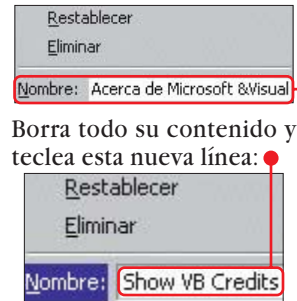 Restablecer
Eliminar
Nombre: Acerca de Microsoft &Visual
Borra todo su contenido y
teclea esta nueva línea:
Restablecer
Eliminar
Nombre: Show VB Credits